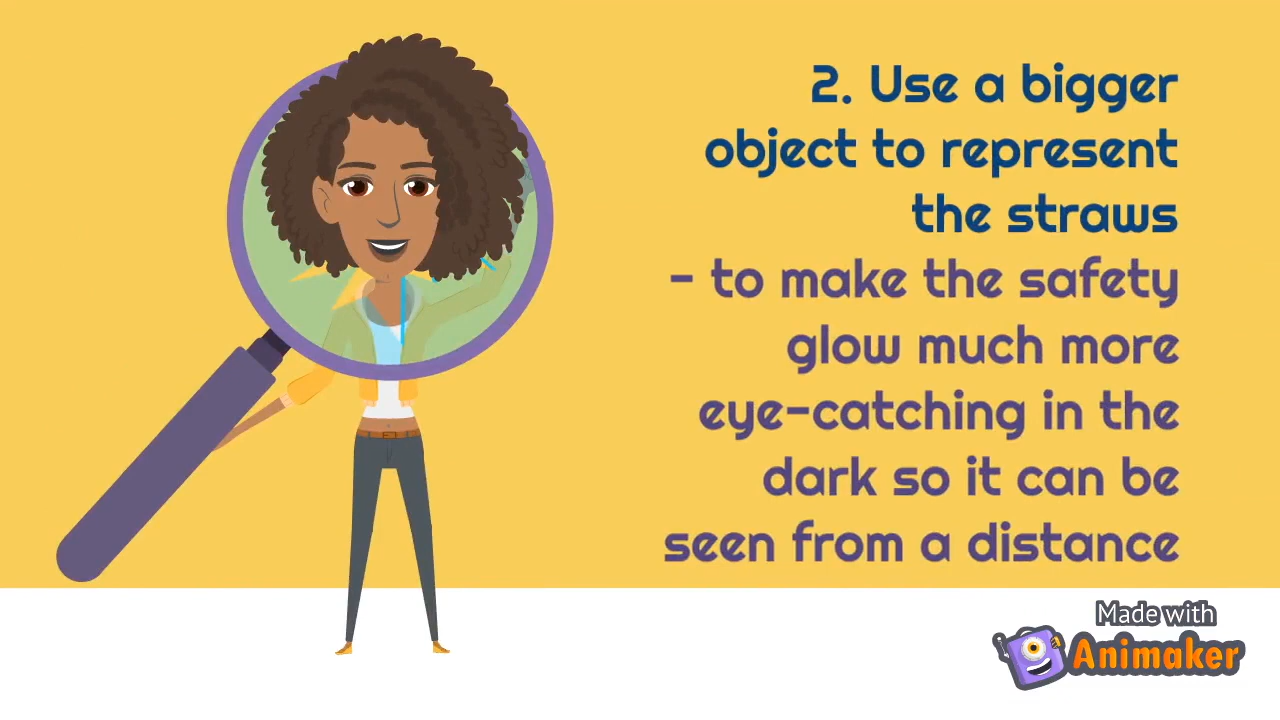 2. Use a bigger
object to represent
the straws
- to make the safety
glow much more
eye-catching in the
dark so it can be
seen from a distance
Made with
Animaker